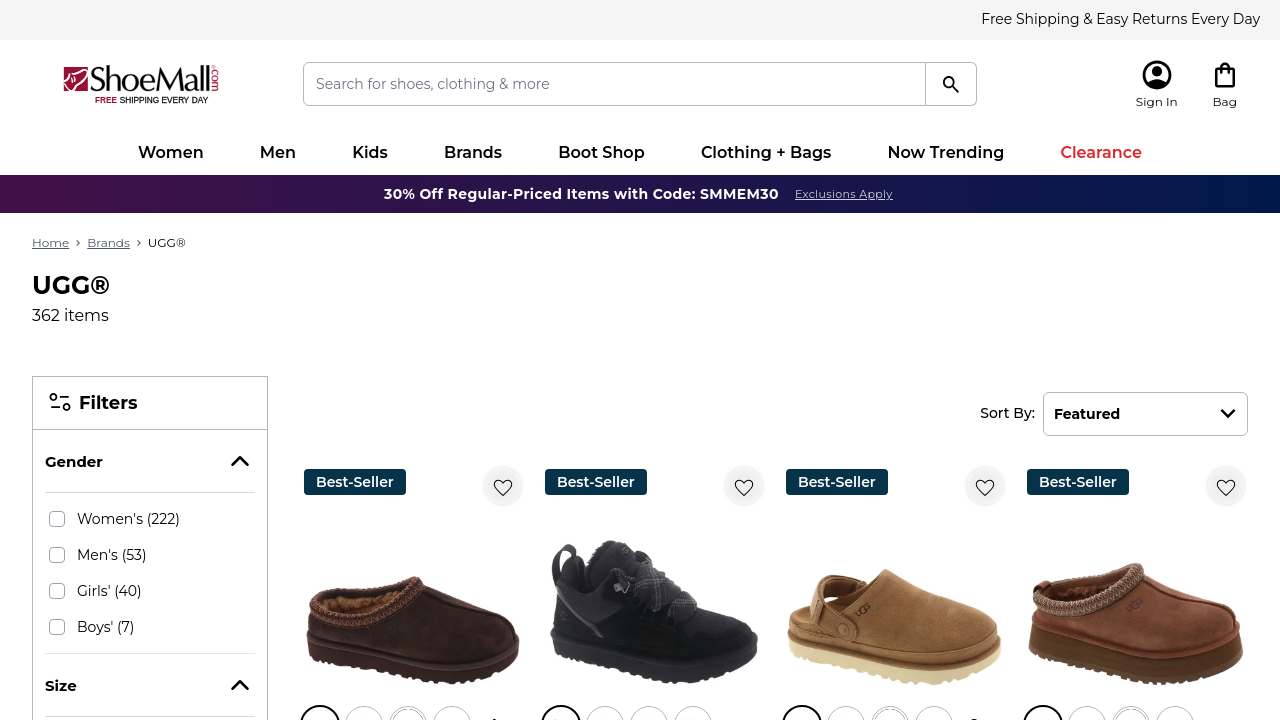 Free Shipping & Easy Returns Every Day
ShoeMall.com
FREE SHIPPING EVERY DAY
Search for shoes, clothing & more
Sign In
Bag
Women
Men
Kids
Brands
Boot Shop
Clothing + Bags
Now Trending
Clearance
30% Off Regular-Priced Items with Code: SMMEM30 Exclusions Apply
Home > Brands > UGG®
UGG®
362 items
Filters
Sort By: Featured
Gender
Women's (222)
Men's (53)
Girls' (40)
Boys' (7)
Size
Best-Seller
Best-Seller
Best-Seller
UGG
Best-Seller
UGG